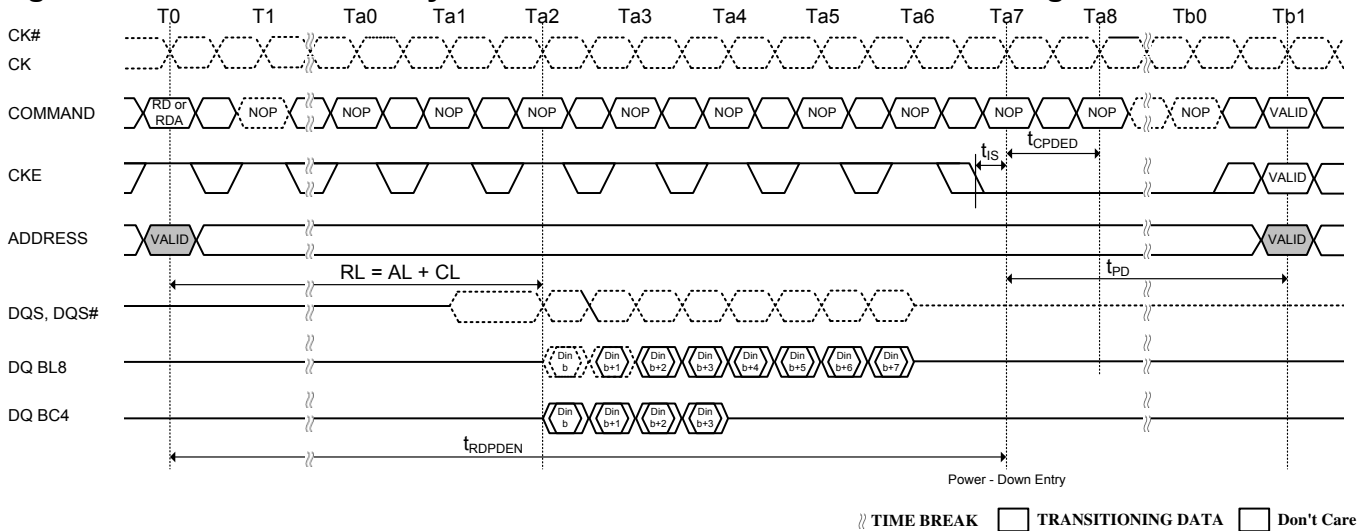 T0 T1 Ta0 Ta1 Ta2 Ta3 Ta4 Ta5 Ta6 Ta7 Ta8 Tb0 Tb1
CK#
CK
COMMAND RD or RDA NOP NOP NOP NOP NOP NOP NOP NOP NOP NOP NOP VALID
tIS tCPDED
CKE VALID
ADDRESS VALID VALID
RL = AL + CL tPD
DQS, DQS#
DQ BL8 Din b Din b+1 Din b+2 Din b+3 Din b+4 Din b+5 Din b+6 Din b+7
DQ BC4 Din b Din b+1 Din b+2 Din b+3
tRDPDEN
Power - Down Entry
TIME BREAK TRANSITIONING DATA Don't Care